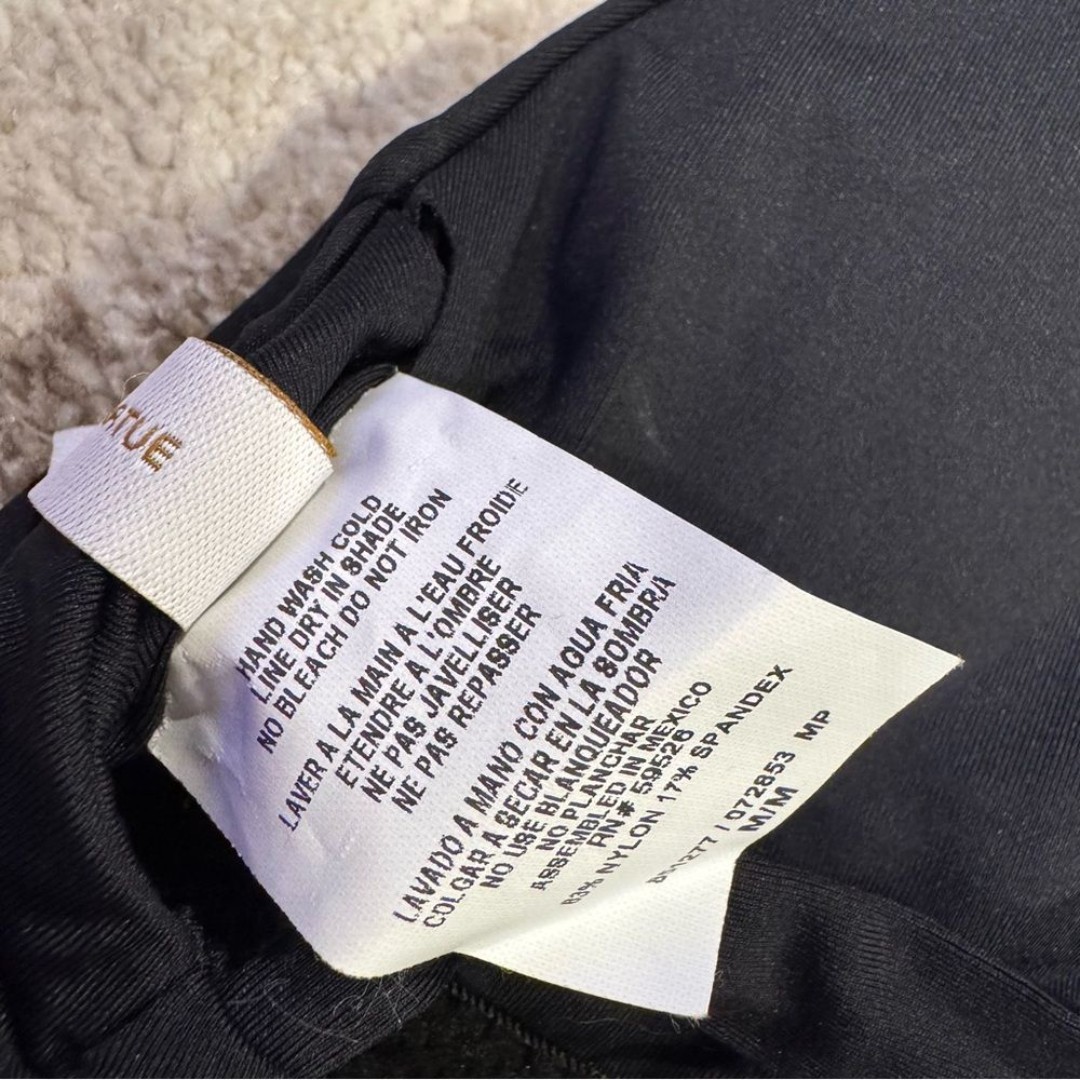 STUE
HAND WASH COLD
LINE DRY IN SHADE
NO BLEACH DO NOT IRON
LAVER A LA MAIN A L'EAU FROIDE
ETENDRE A L'OMBRE
NE PAS JAVELLISER
NE PAS REPASSER
LAVADO A MANO CON AQUA FRIA
COLGAR A SECAR EN LA SOMBRA
NO USE BLANQUEADOR
NO PLANCHAR
ASSEMBLED IN MEXICO
RN# 59526
83% NYLON 17% SPANDEX
/ 072853 MP
M/M